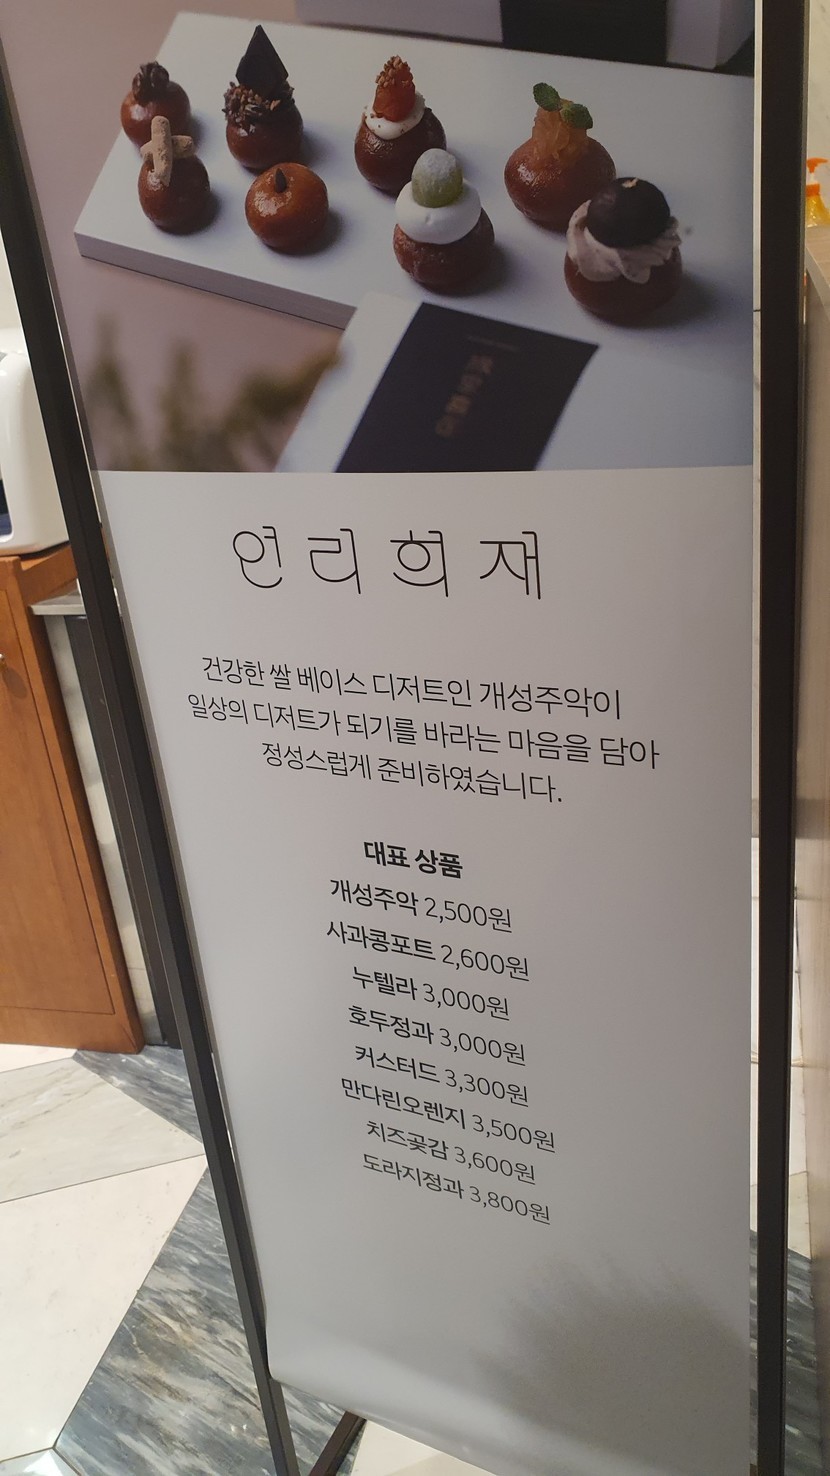 연리희재
건강한 쌀 베이스 디저트인 개성주악이
일상의 디저트가 되기를 바라는 마음을 담아
정성스럽게 준비하였습니다.
대표 상품
개성주악 2,500원
사과콩포트 2,600원
누텔라 3,000원
호두정과 3,000원
커스터드 3,300원
만다린오렌지 3,500원
치즈곶감 3,600원
도라지정과 3,800원